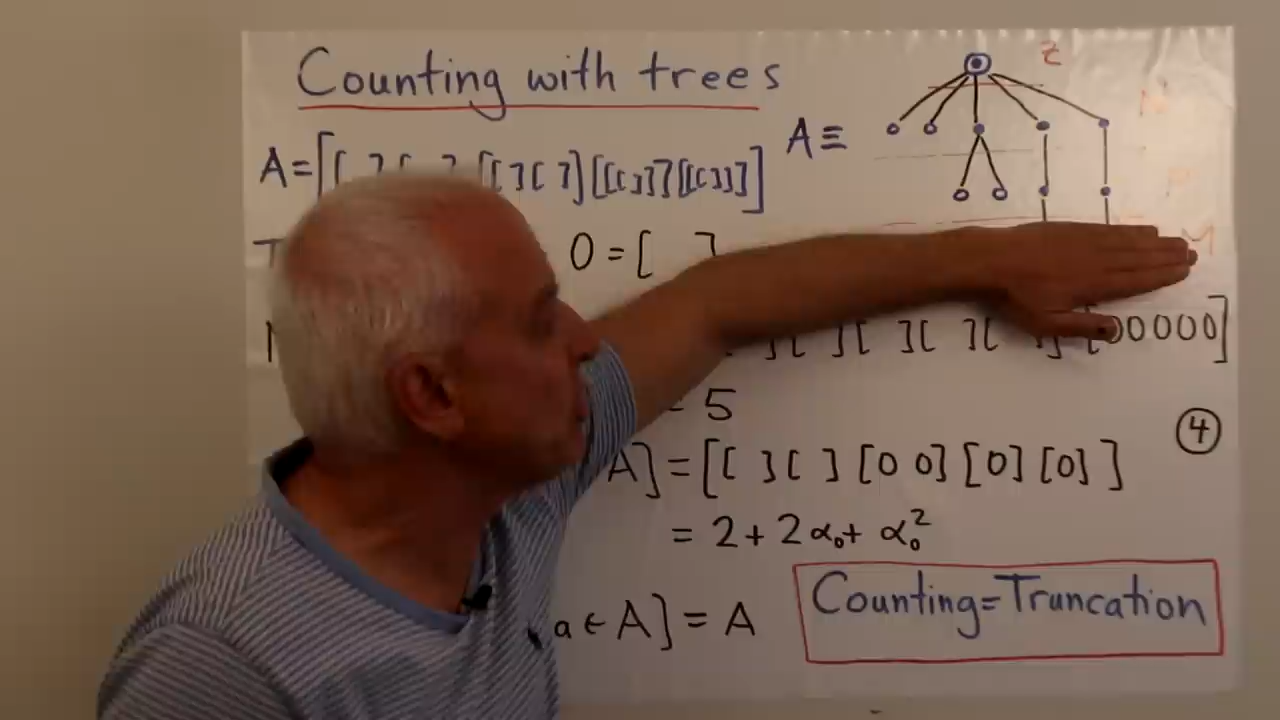 Counting with trees
Z
A≡
N
P
M
A=[[ ][ ] [[ ][ ]] [[[ ]]] [[[ ]]]]
0 = [ ]
][ ][ ][ ] [00000]
= 5
A] = [[ ][ ] [0 0] [0] [0] ]
④
= 2 + 2α₀ + α₀²
a ∈ A] = A
Counting=Truncation